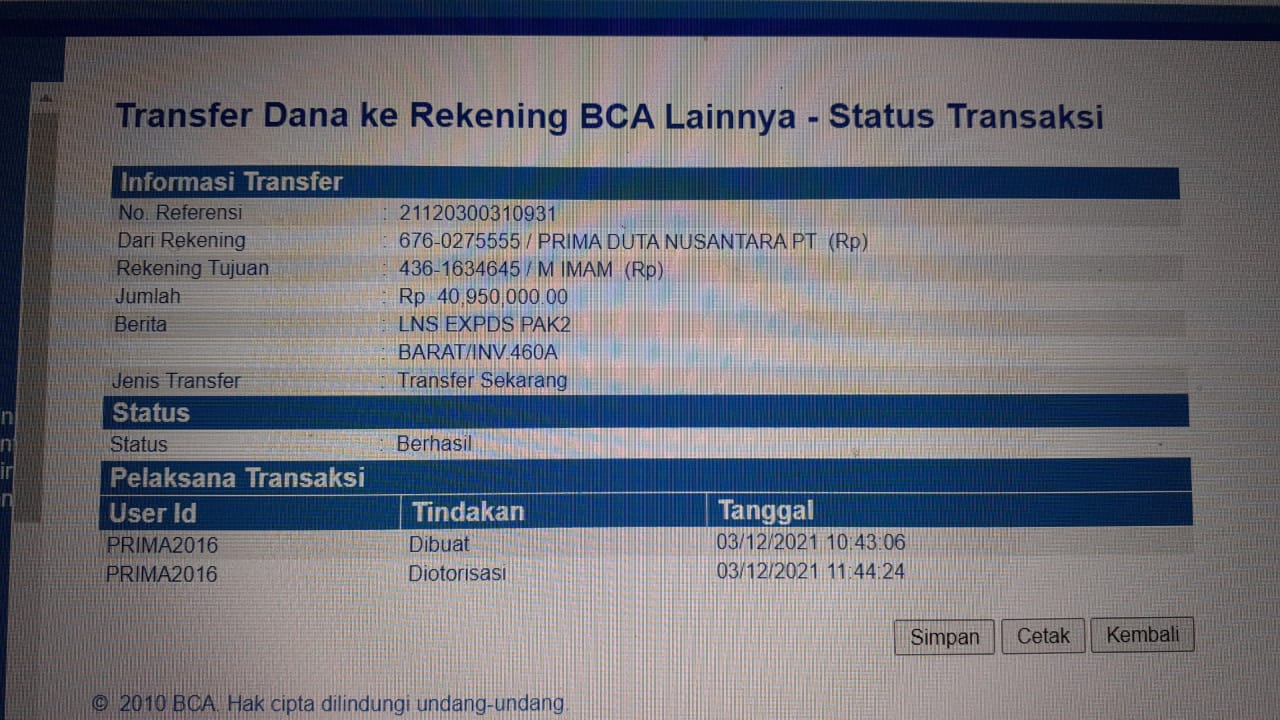 Transfer Dana ke Rekening BCA Lainnya - Status Transaksi
Informasi Transfer
No. Referensi : 21120300310931
Dari Rekening : 676-0275555 / PRIMA DUTA NUSANTARA PT (Rp)
Rekening Tujuan : 436-1634645 / M IMAM (Rp)
Jumlah : Rp 40,950,000.00
Berita : LNS EXPDS PAK2
: BARAT/INV.460A
Jenis Transfer : Transfer Sekarang
Status
Status : Berhasil
Pelaksana Transaksi
User Id Tindakan Tanggal
PRIMA2016 Dibuat 03/12/2021 10:43:06
PRIMA2016 Diotorisasi 03/12/2021 11:44:24
Simpan Cetak Kembali
© 2010 BCA. Hak cipta dilindungi undang-undang.